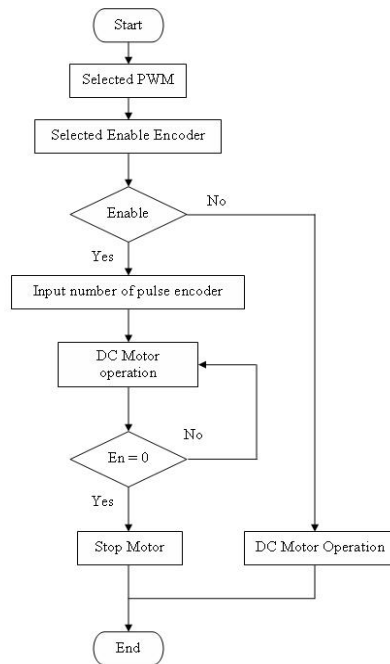 Start
Selected PWM
Selected Enable Encoder
Enable
No
Yes
Input number of pulse encoder
DC Motor
operation
No
En = 0
Yes
Stop Motor
DC Motor Operation
End